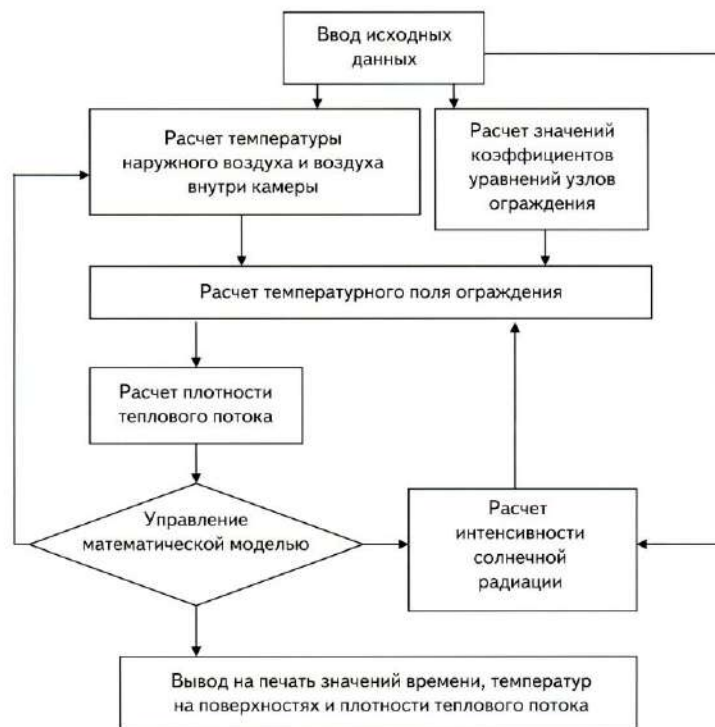 Ввод исходных
данных
Расчет температуры
наружного воздуха и воздуха
внутри камеры
Расчет значений
коэффициентов
уравнений узлов
ограждения
Расчет температурного поля ограждения
Расчет плотности
теплового потока
Управление
математической моделью
Расчет
интенсивности
солнечной
радиации
Вывод на печать значений времени, температур
на поверхностях и плотности теплового потока